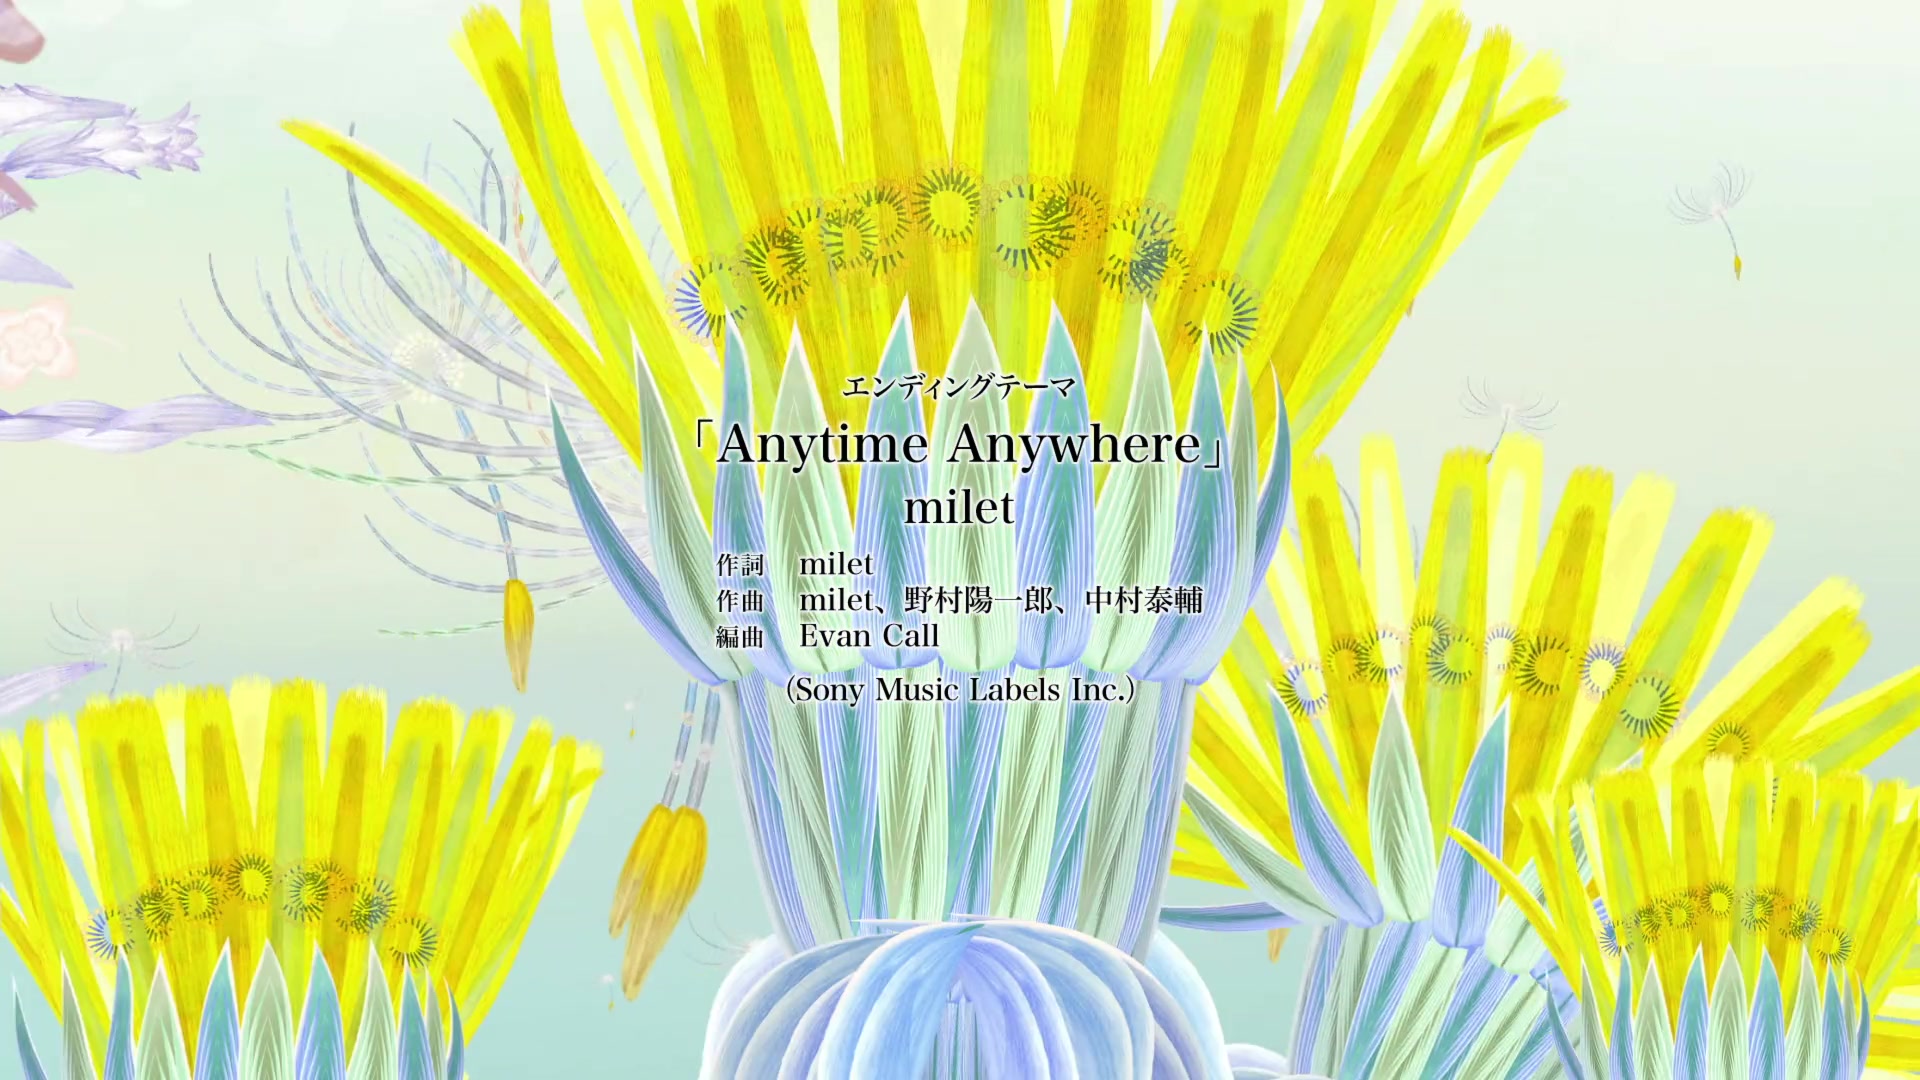 エンディングテーマ
「Anytime Anywhere」
milet
作詞 milet
作曲 milet、野村陽一郎、中村泰輔
編曲 Evan Call
(Sony Music Labels Inc.)